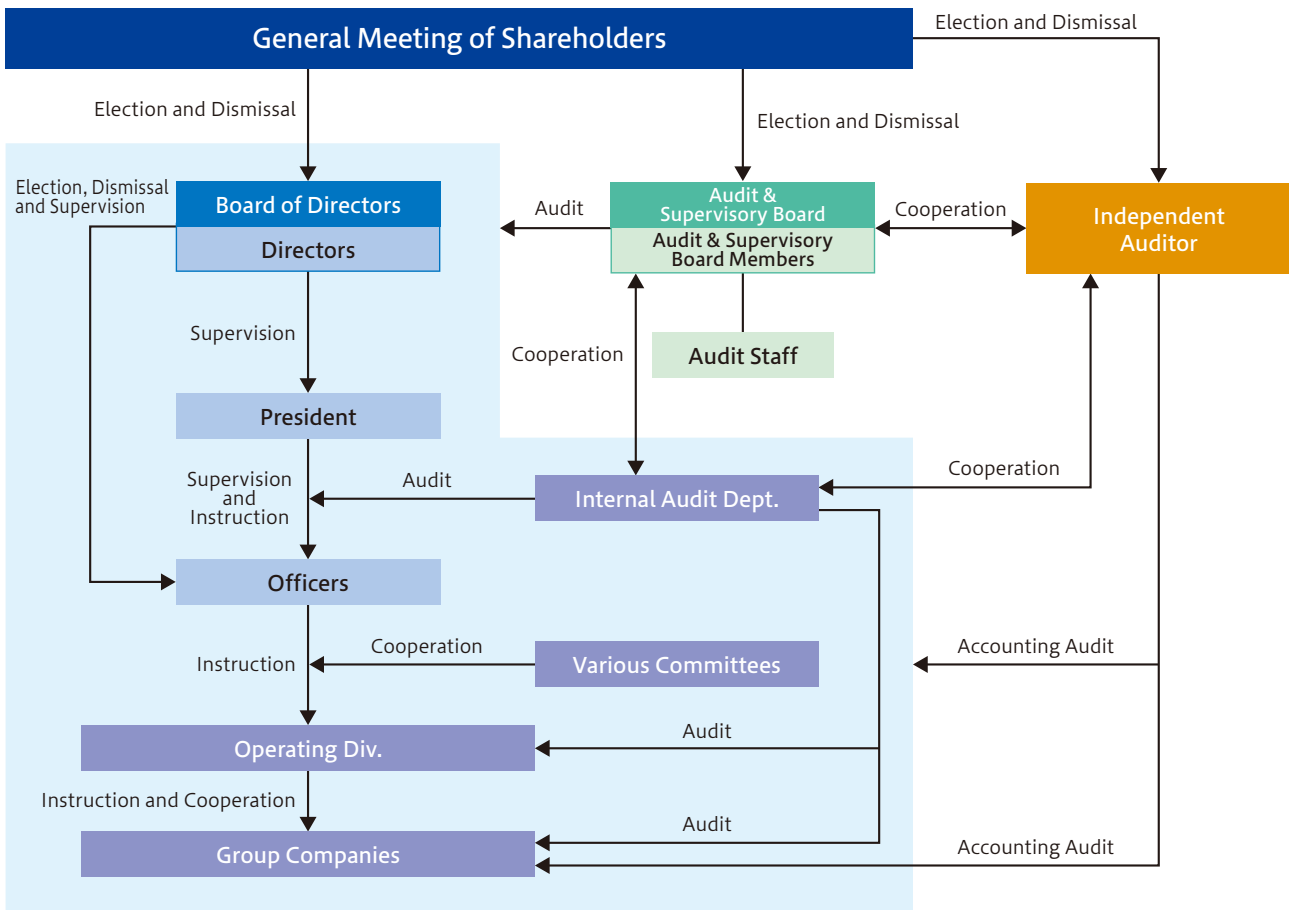 General Meeting of Shareholders
Election and Dismissal
Election and Dismissal
Election and Dismissal
Election, Dismissal
and Supervision
Board of Directors
Directors
Audit
Audit &
Supervisory Board
Audit & Supervisory
Board Members
Cooperation
Independent
Auditor
Supervision
Cooperation
Audit Staff
President
Supervision
and
Instruction
Audit
Internal Audit Dept.
Cooperation
Officers
Instruction
Cooperation
Various Committees
Accounting Audit
Operating Div.
Audit
Instruction and Cooperation
Group Companies
Audit
Accounting Audit